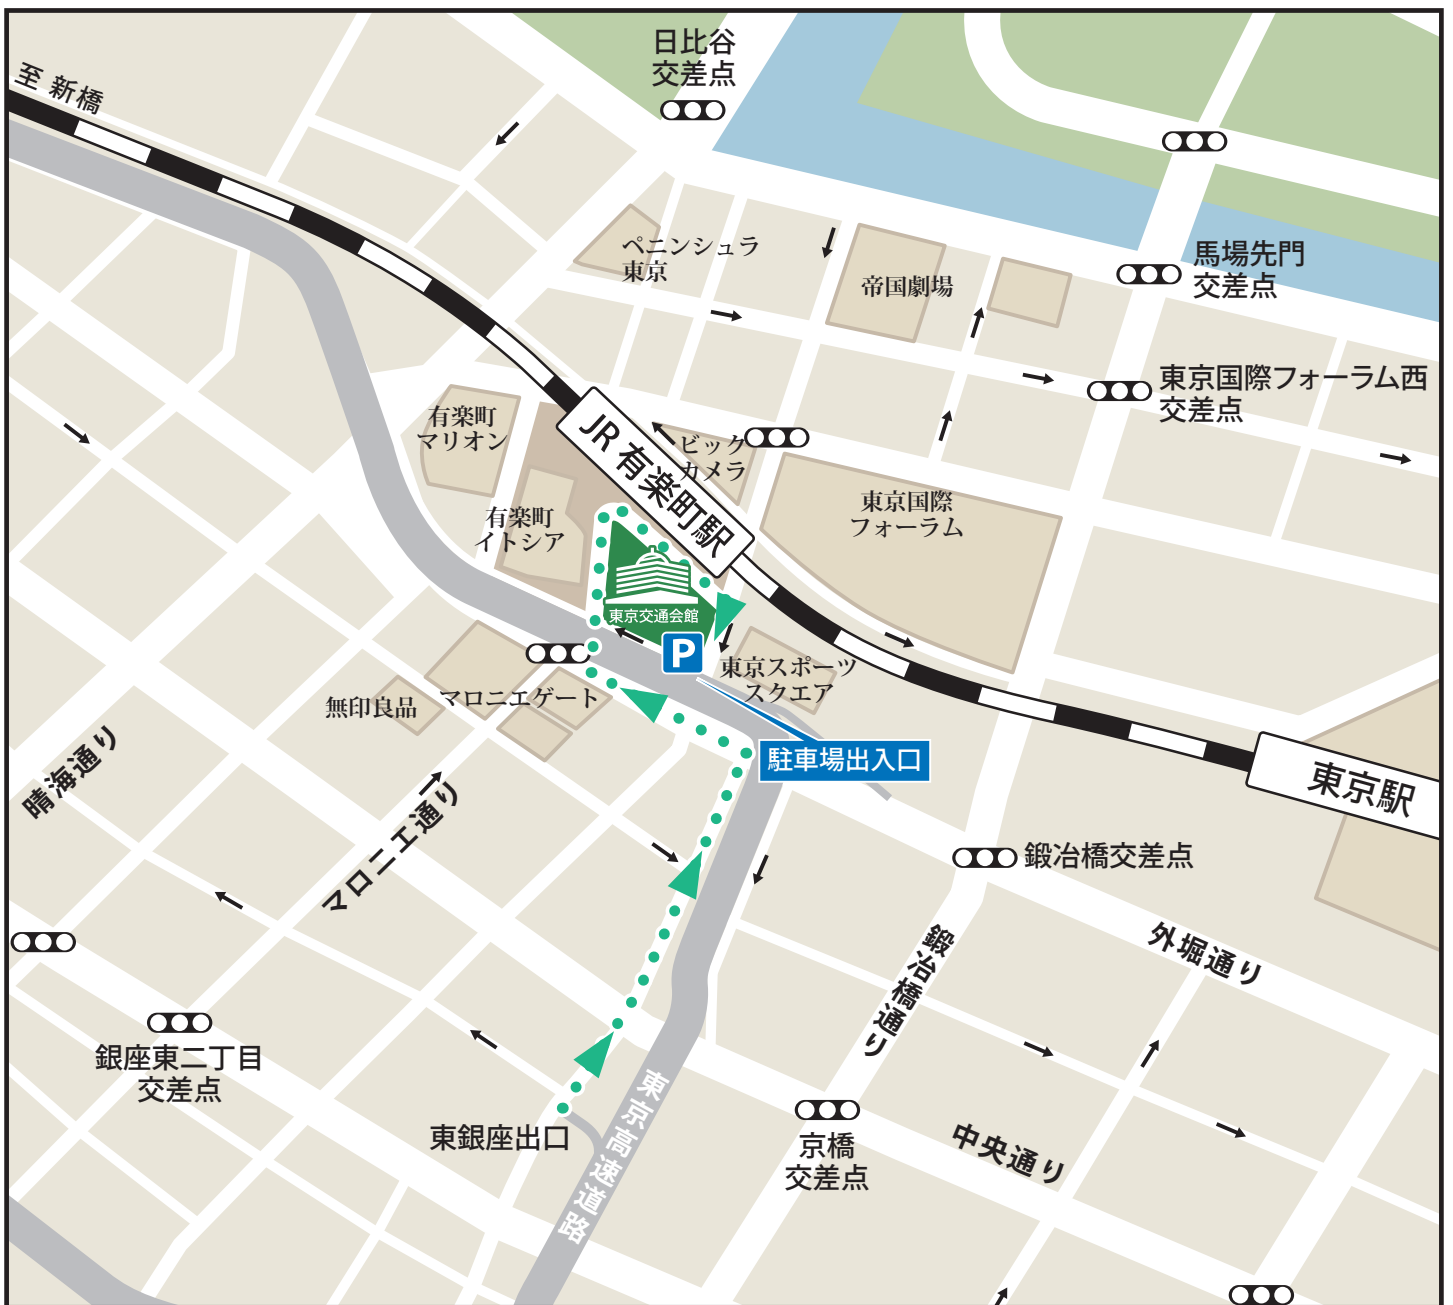 日比谷
交差点
至 新橋
ペニンシュラ
東京
帝国劇場
馬場先門
交差点
東京国際フォーラム西
交差点
有楽町
マリオン
JR 有楽町駅
ビック
カメラ
有楽町
イトシア
東京国際
フォーラム
東京交通会館
P
東京スポーツ
スクエア
無印良品
マロニエゲート
駐車場出入口
東京駅
晴海通り
マロニエ通り
鍛冶橋交差点
鍛冶橋通り
外堀通り
銀座東二丁目
交差点
東銀座出口
東京高速道路
京橋
交差点
中央通り